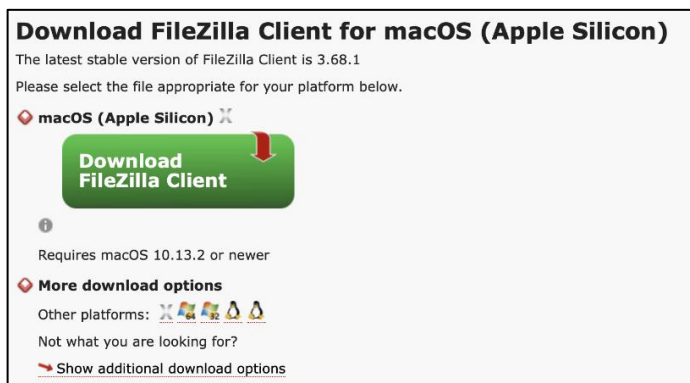 Download FileZilla Client for macOS (Apple Silicon)
The latest stable version of FileZilla Client is 3.68.1
Please select the file appropriate for your platform below.
macOS (Apple Silicon)
Download
FileZilla Client
Requires macOS 10.13.2 or newer
More download options
Other platforms: 64 32
Not what you are looking for?
Show additional download options